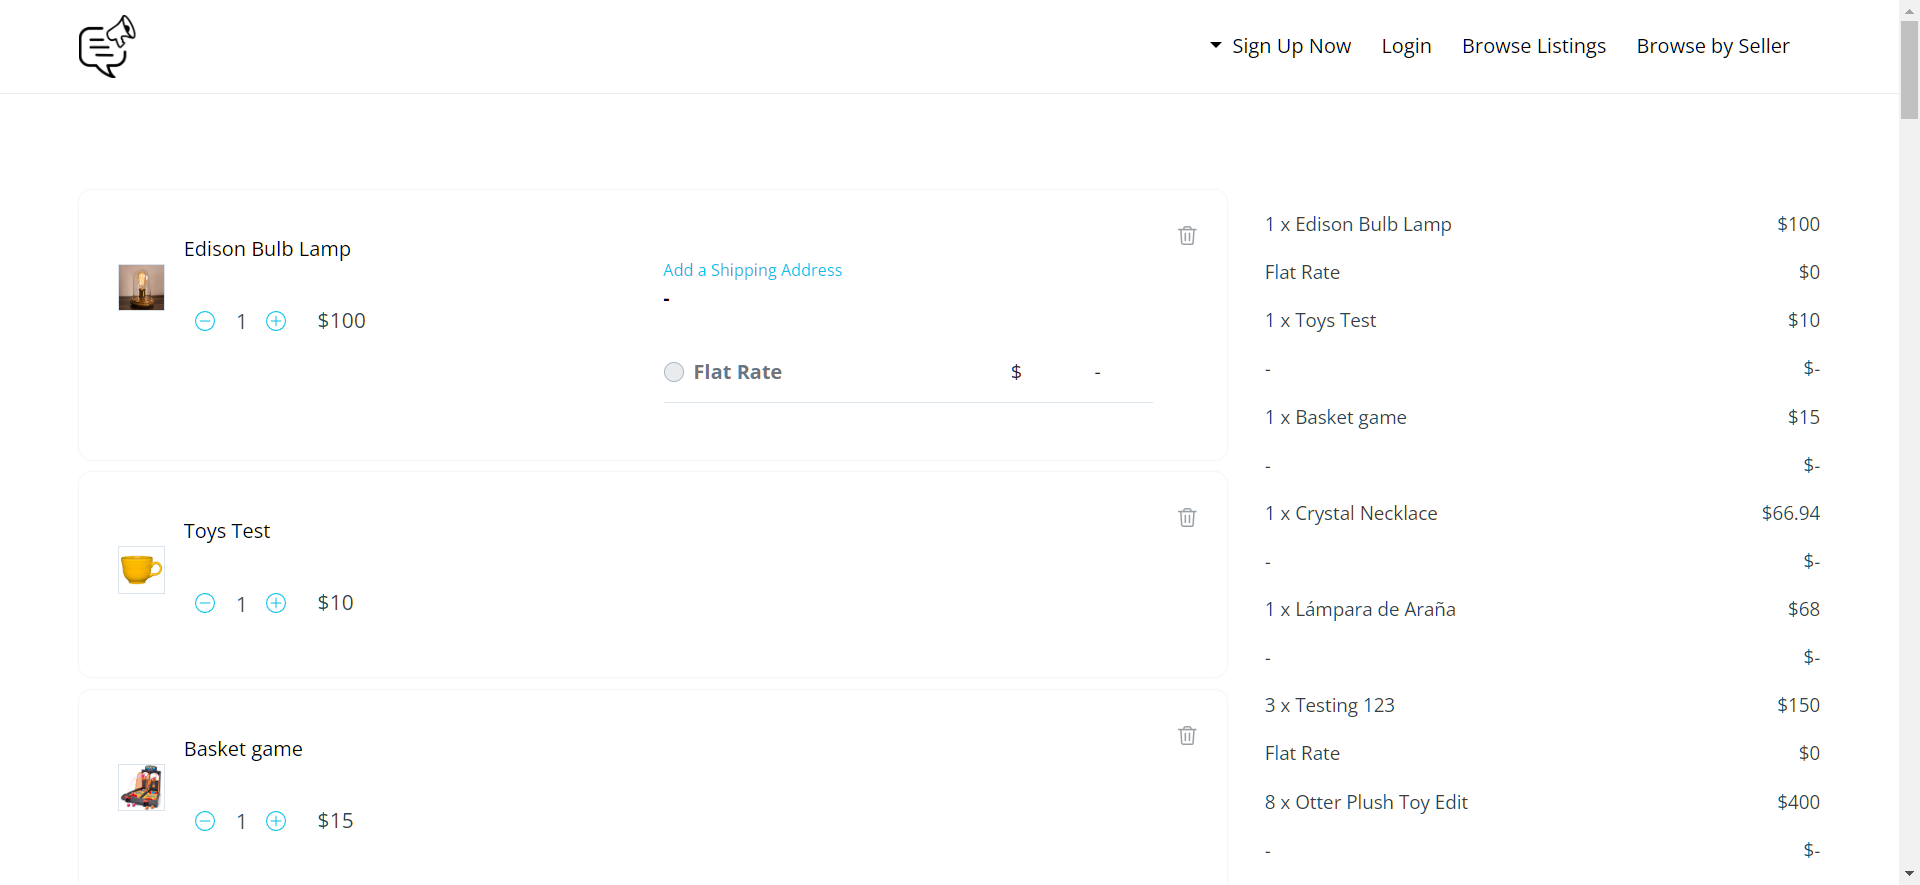 Sign Up Now
Login
Browse Listings
Browse by Seller
Edison Bulb Lamp
1
$100
Add a Shipping Address
-
Flat Rate
$
-
Toys Test
1
$10
Basket game
1
$15
1 x Edison Bulb Lamp $100
Flat Rate $0
1 x Toys Test $10
- $-
1 x Basket game $15
- $-
1 x Crystal Necklace $66.94
- $-
1 x Lámpara de Araña $68
- $-
3 x Testing 123 $150
Flat Rate $0
8 x Otter Plush Toy Edit $400
- $-